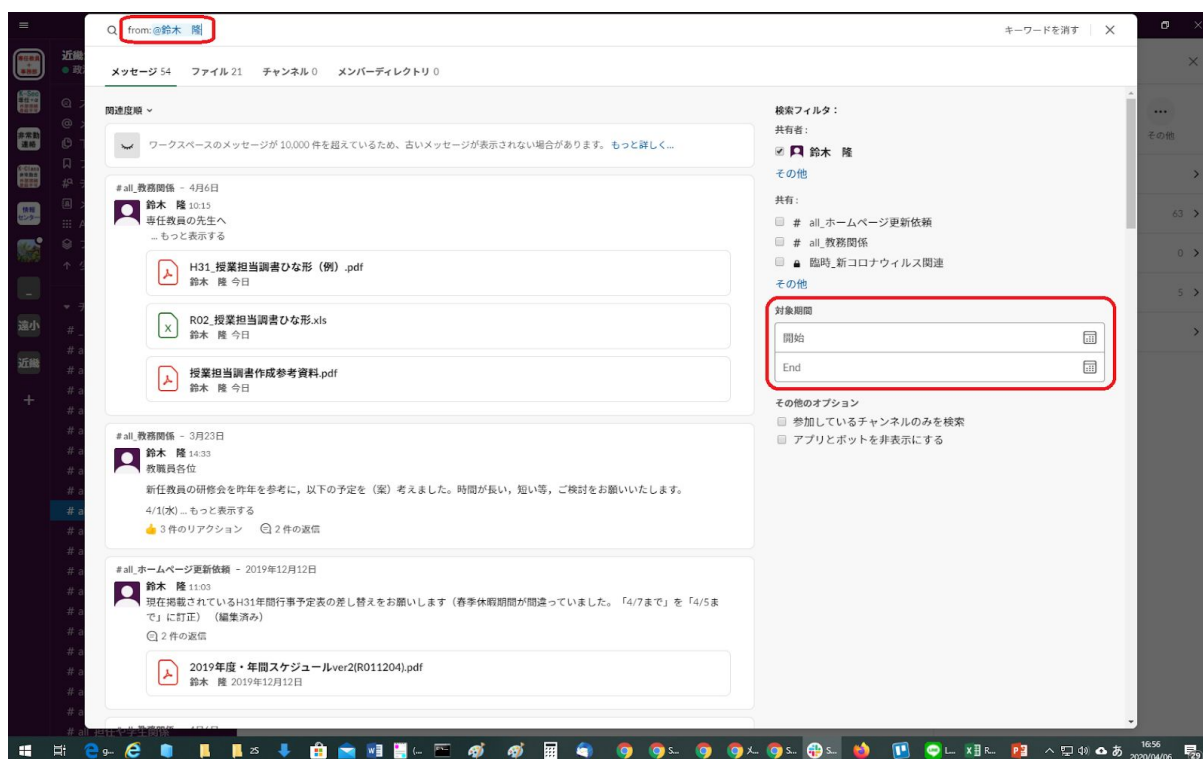 from:@鈴木　隆
キーワードを消す
メッセージ 54 ファイル 21 チャンネル 0 メンバーディレクトリ 0
関連度順
ワークスペースのメッセージが 10,000 件を超えているため、古いメッセージが表示されない場合があります。 もっと詳しく...
#all_教務関係 – 4月6日
鈴木　隆 10:15
専任教員の先生へ
... もっと表示する
H31_授業担当調書ひな形（例）.pdf
鈴木　隆 今日
R02_授業担当調書ひな形.xls
鈴木　隆 今日
授業担当調書作成参考資料.pdf
鈴木　隆 今日
#all_教務関係 – 3月23日
鈴木　隆 14:33
教職員各位
新任教員の研修会を昨年を参考に，以下の予定を（案）考えました。時間が長い，短い等，ご検討をお願いいたします。
4/1(水) ... もっと表示する
3 件のリアクション 2 件の返信
#all_ホームページ更新依頼 – 2019年12月12日
鈴木　隆 11:03
現在掲載されているH31年間行事予定表の差し替えをお願いします（春季休暇期間が間違っていました。「4/7まで」を「4/5ま
で」に訂正）（編集済み）
2 件の返信
2019年度・年間スケジュールver2(R011204).pdf
鈴木　隆 2019年12月12日
検索フィルタ：
共有者：
鈴木　隆
その他
共有：
# all_ホームページ更新依頼
# all_教務関係
臨時_新コロナウィルス関連
その他
対象期間
開始
End
その他のオプション
参加しているチャンネルのみを検索
アプリとボットを非表示にする
その他
63
0
5
近畿
遠小
近畿
非常勤
連絡
情報
センター
16:56
2020/04/06